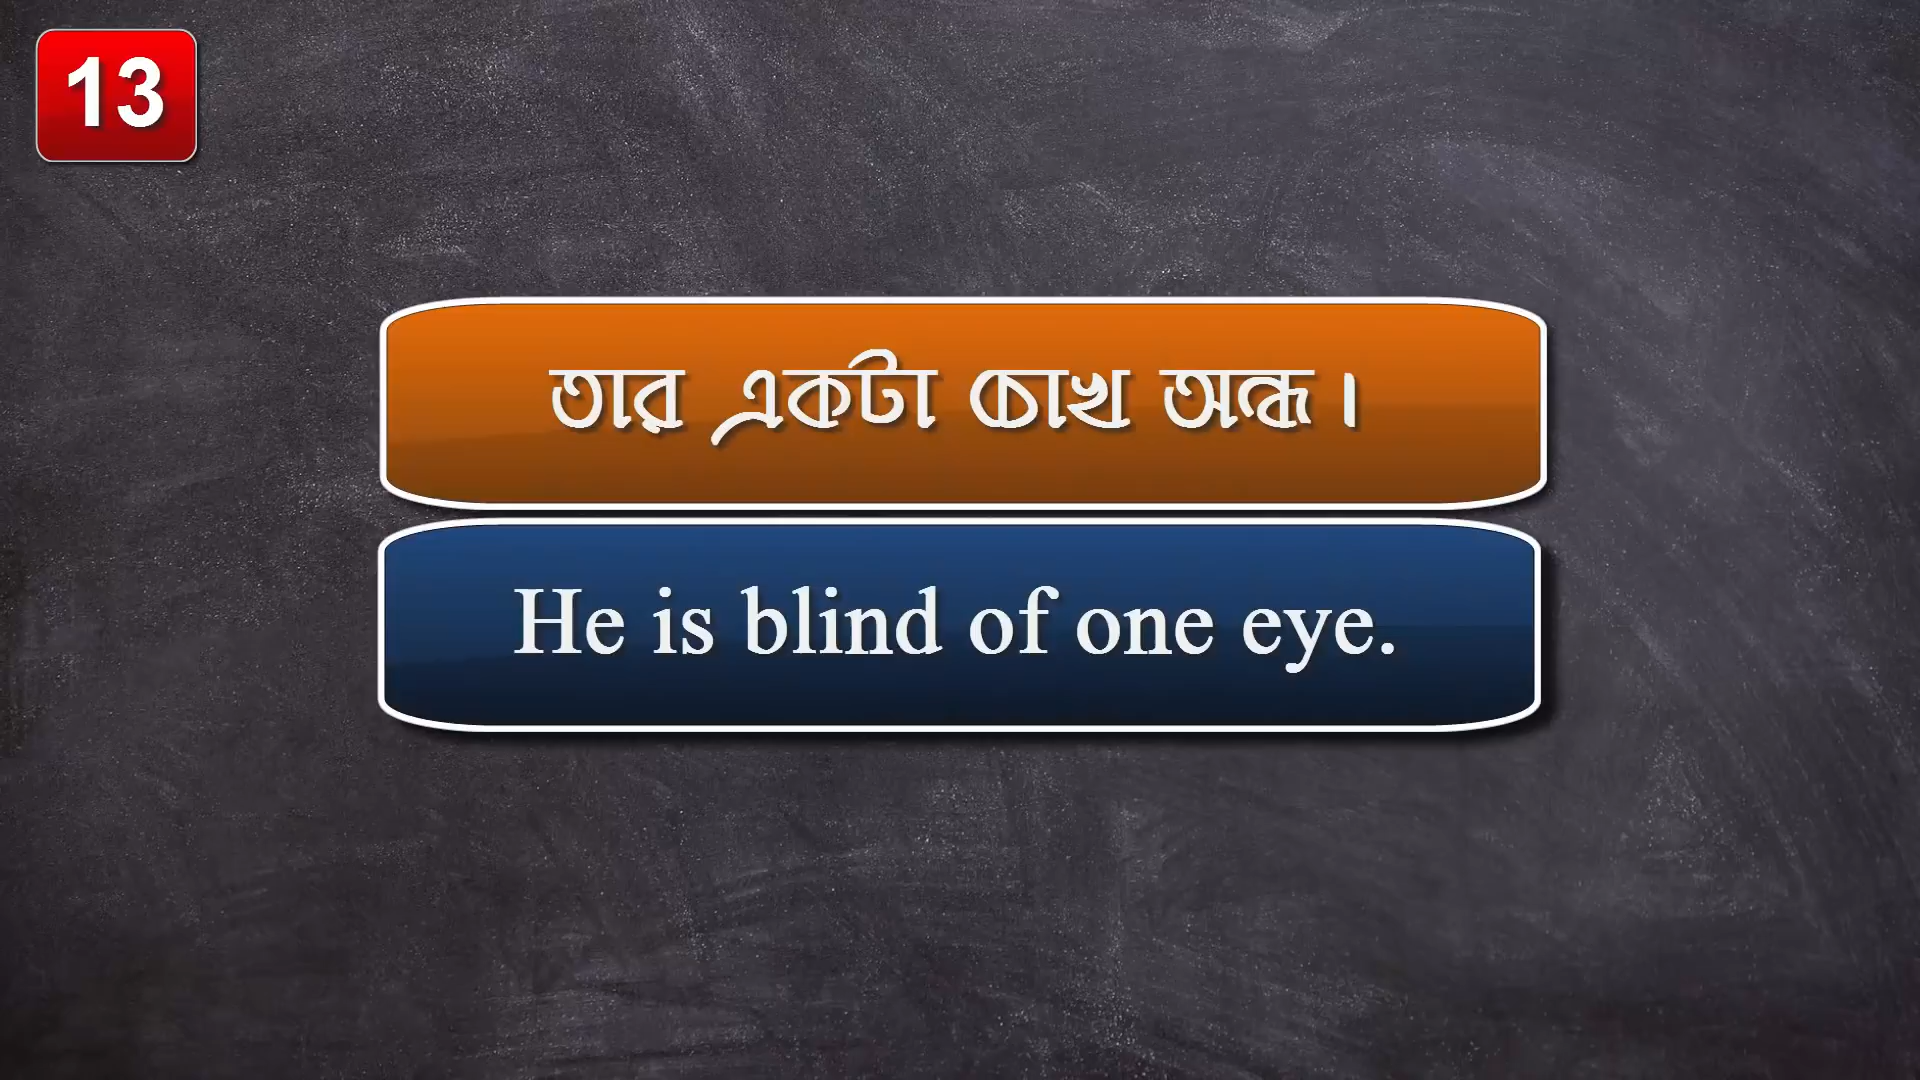 13
তার একটা চোখ অন্ধ।
He is blind of one eye.